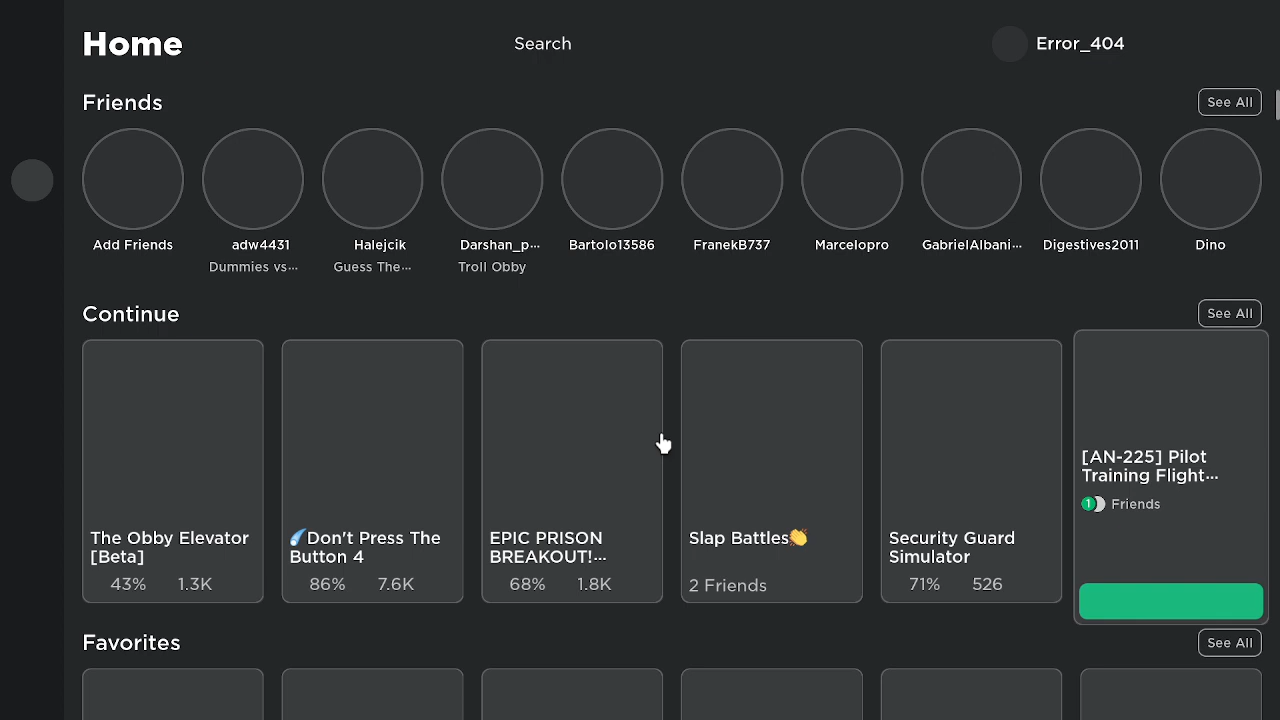 Home
Search
Error_404
Friends
See All
Add Friends
adw4431
Halejcik
Darshan_p...
Bartolo13586
FranekB737
Marcelopro
GabrielAlbani...
Digestives2011
Dino
Dummies vs...
Guess The...
Troll Obby
Continue
See All
The Obby Elevator
[Beta]
43% 1.3K
☄️Don't Press The
Button 4
86% 7.6K
EPIC PRISON
BREAKOUT!...
68% 1.8K
Slap Battles👏
2 Friends
Security Guard
Simulator
71% 526
[AN-225] Pilot
Training Flight...
1 Friends
Favorites
See All